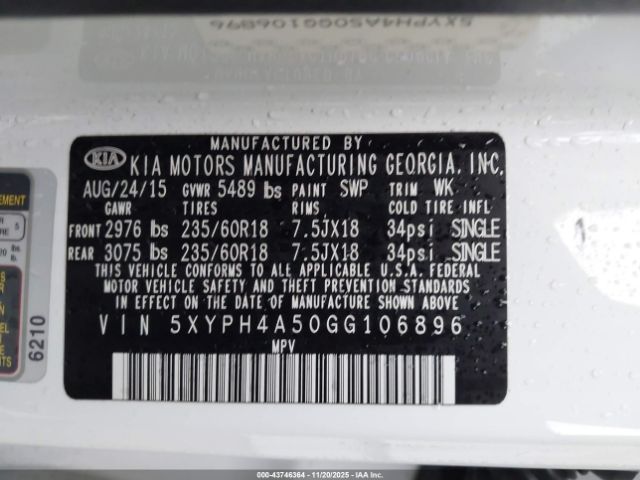 5XYPH4A50GG106896
MANUFACTURED BY
KIA KIA MOTORS MANUFACTURING GEORGIA, INC.
AUG/24/15 GVWR 5489 lbs PAINT SWP TRIM WK
GAWR TIRES RIMS COLD TIRE INFL
FRONT 2976 lbs 235/60R18 7.5JX18 34psi SINGLE
REAR 3075 lbs 235/60R18 7.5JX18 34psi SINGLE
THIS VEHICLE CONFORMS TO ALL APPLICABLE U.S.A. FEDERAL
MOTOR VEHICLE SAFETY AND THEFT PREVENTION STANDARDS
IN EFFECT ON THE DATE OF MANUFACTURE SHOWN ABOVE.
VIN 5XYPH4A50GG106896
MPV
6210
000-43746364 - 11/20/2025 - IAA Buyer